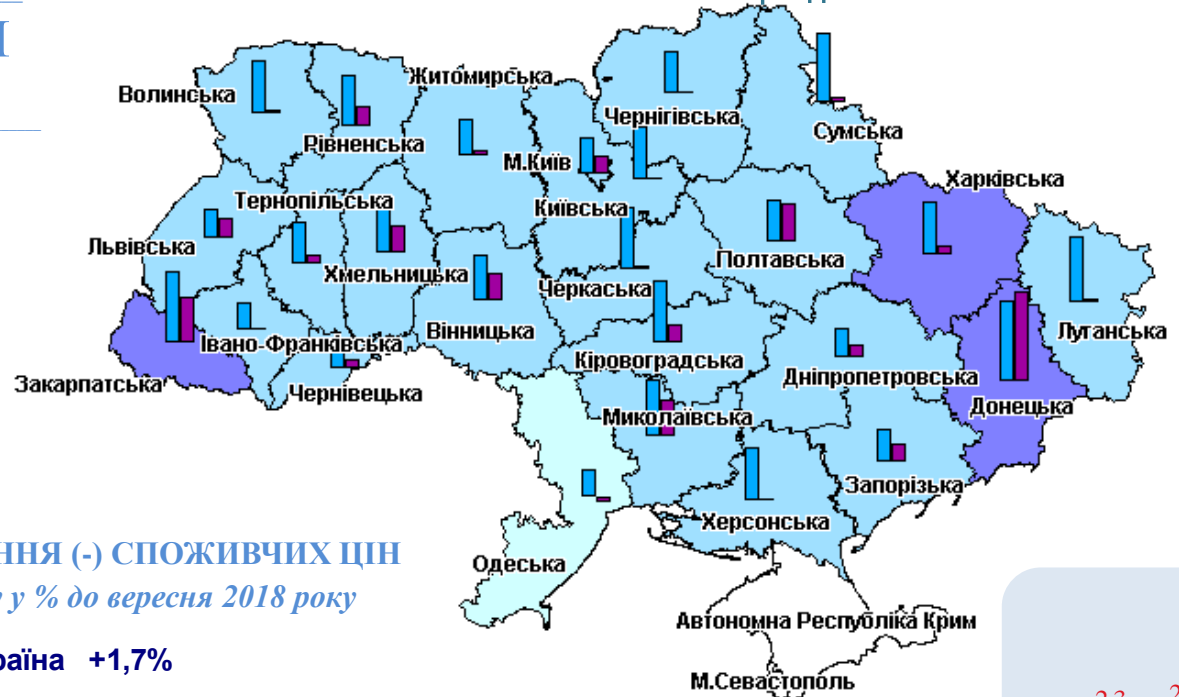 Волинська
Житомирська
Рівненська
Чернігівська
Сумська
М.Київ
Харківська
Тернопільська
Київська
Львівська
Хмельницька
Полтавська
Черкаська
Вінницька
Луганська
Івано-Франківська
Кіровоградська
Закарпатська
Чернівецька
Дніпропетровська
Донецька
Миколаївська
Запорізька
Херсонська
Одеська
ННЯ (-) СПОЖИВЧИХ ЦІН
у у % до вересня 2018 року
Автономна Республіка Крим
раїна +1,7%
М.Севастополь